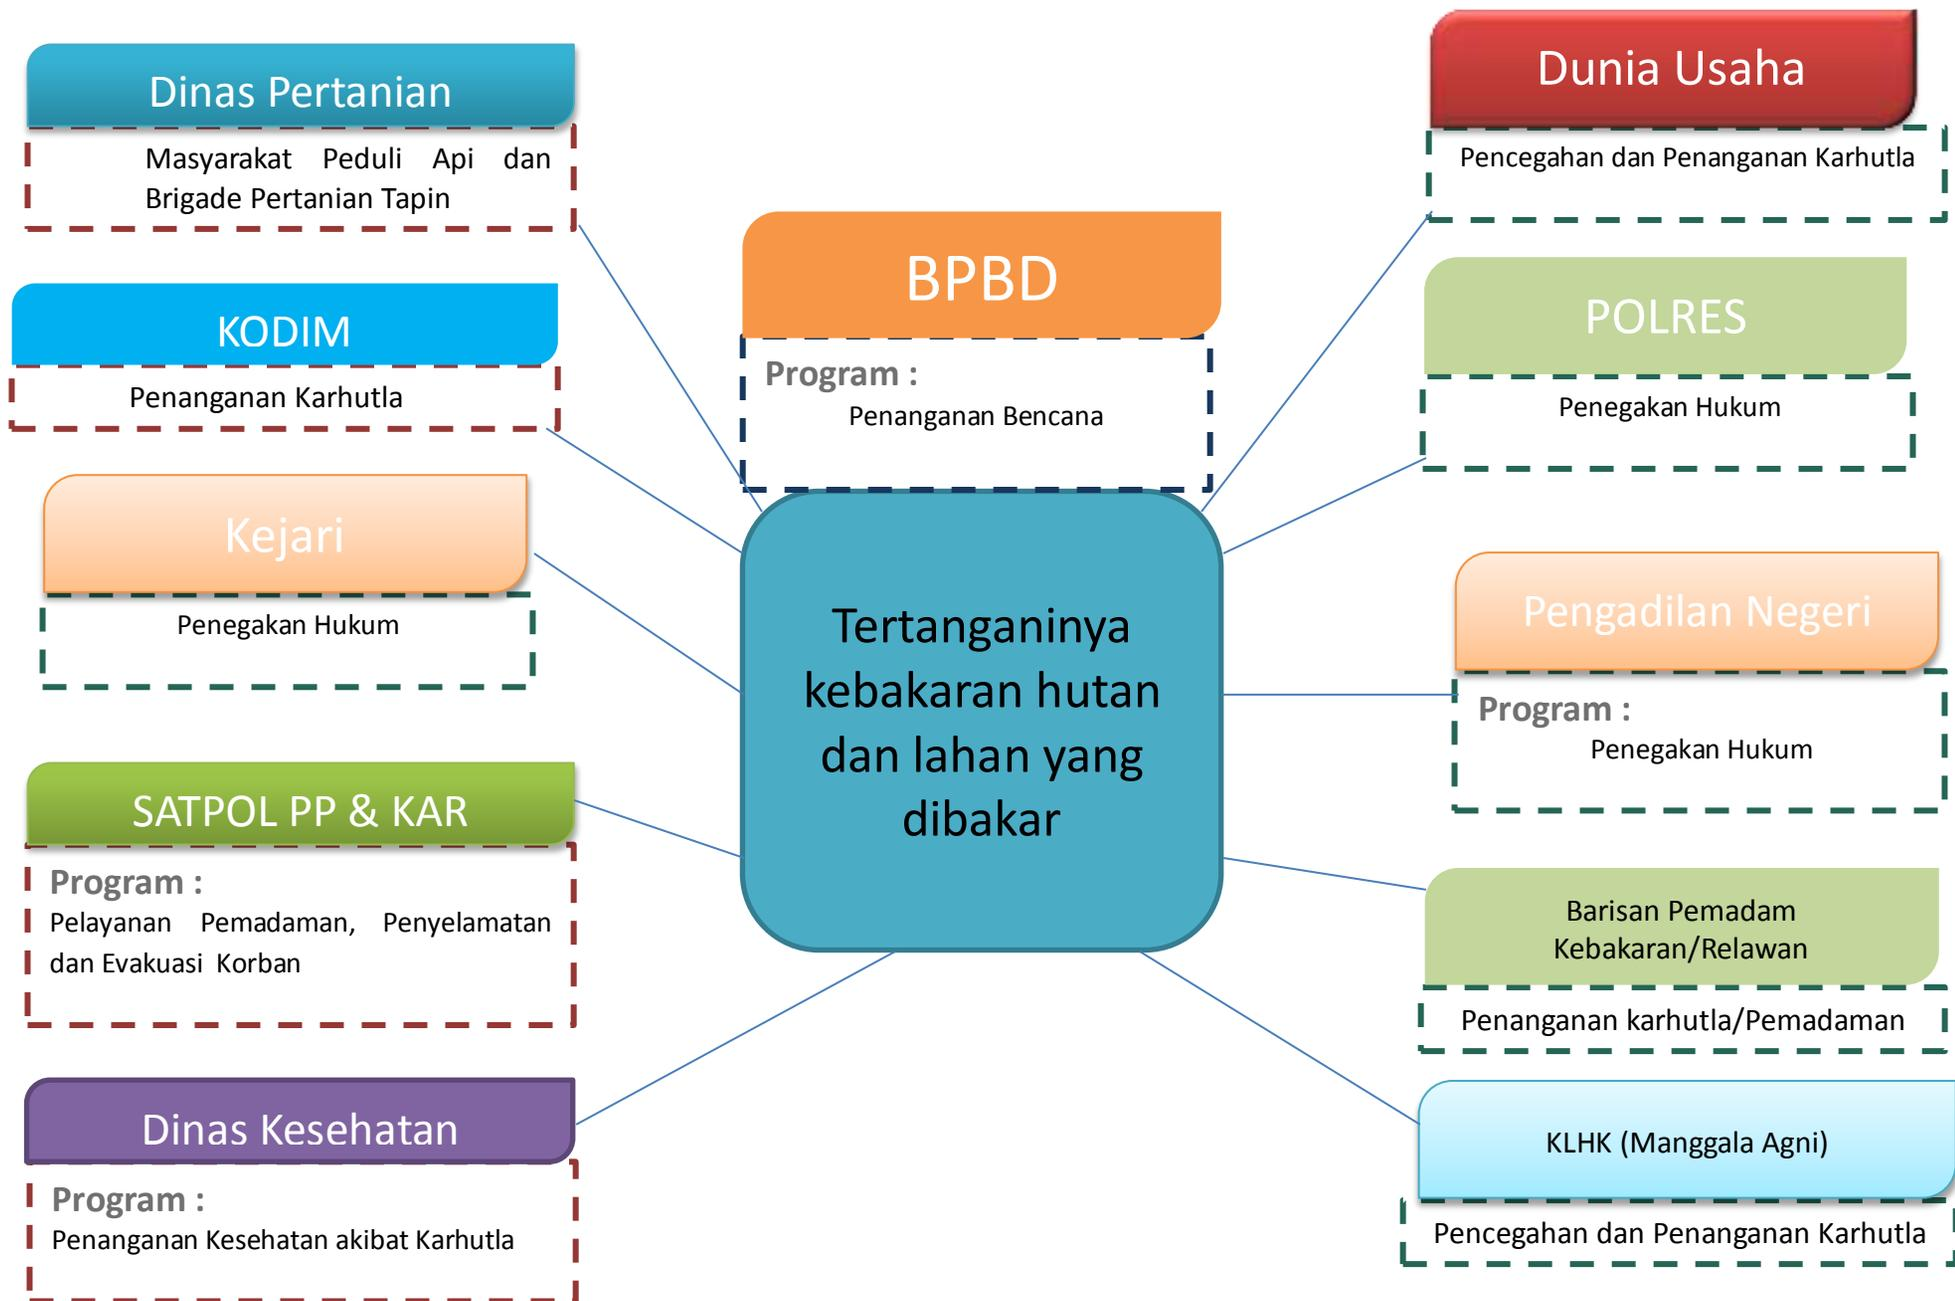 Dinas Pertanian
Masyarakat Peduli Api dan
Brigade Pertanian Tapin
KODIM
Penanganan Karhutla
Kejari
Penegakan Hukum
SATPOL PP & KAR
Program :
Pelayanan Pemadaman, Penyelamatan
dan Evakuasi Korban
Dinas Kesehatan
Program :
Penanganan Kesehatan akibat Karhutla
BPBD
Program :
Penanganan Bencana
Tertanganinya
kebakaran hutan
dan lahan yang
dibakar
Dunia Usaha
Pencegahan dan Penanganan Karhutla
POLRES
Penegakan Hukum
Pengadilan Negeri
Program :
Penegakan Hukum
Barisan Pemadam
Kebakaran/Relawan
Penanganan karhutla/Pemadaman
KLHK (Manggala Agni)
Pencegahan dan Penanganan Karhutla